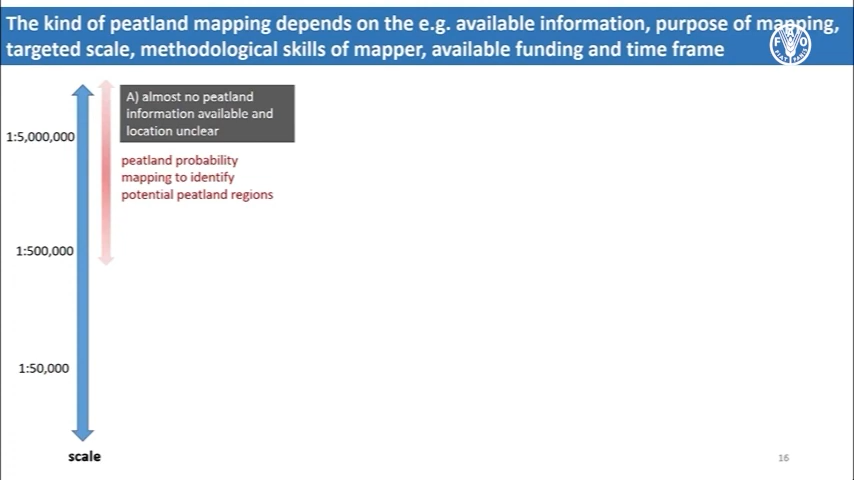 The kind of peatland mapping depends on the e.g. available information, purpose of mapping,
targeted scale, methodological skills of mapper, available funding and time frame
F A O
FIAT PANIS
A) almost no peatland
information available and
location unclear
1:5,000,000
peatland probability
mapping to identify
potential peatland regions
1:500,000
1:50,000
scale
16